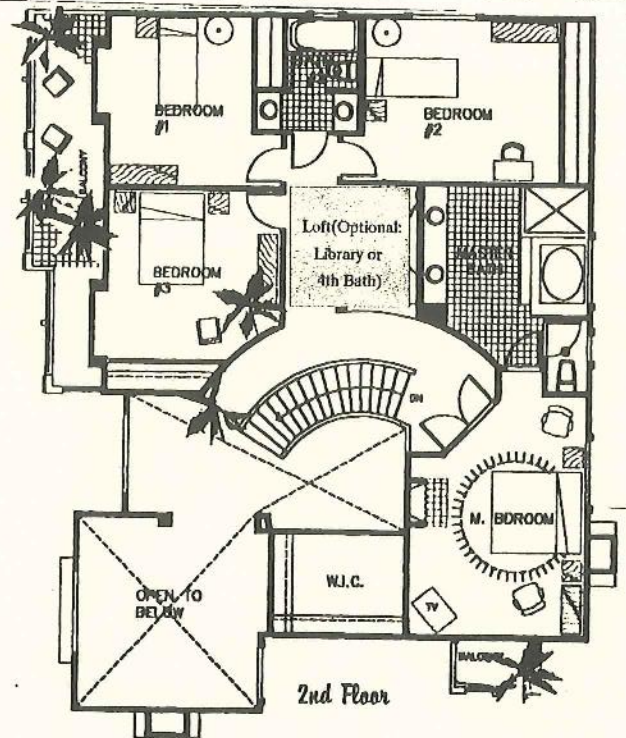 BEDROOM
#1
BEDROOM
#2
BALCONY
BEDROOM
#3
Loft(Optional:
Library or
4th Bath)
MASTER
BATH
DN
M. BDROOM
W.I.C.
OPEN TO
BELOW
TV
BALCONY
2nd Floor